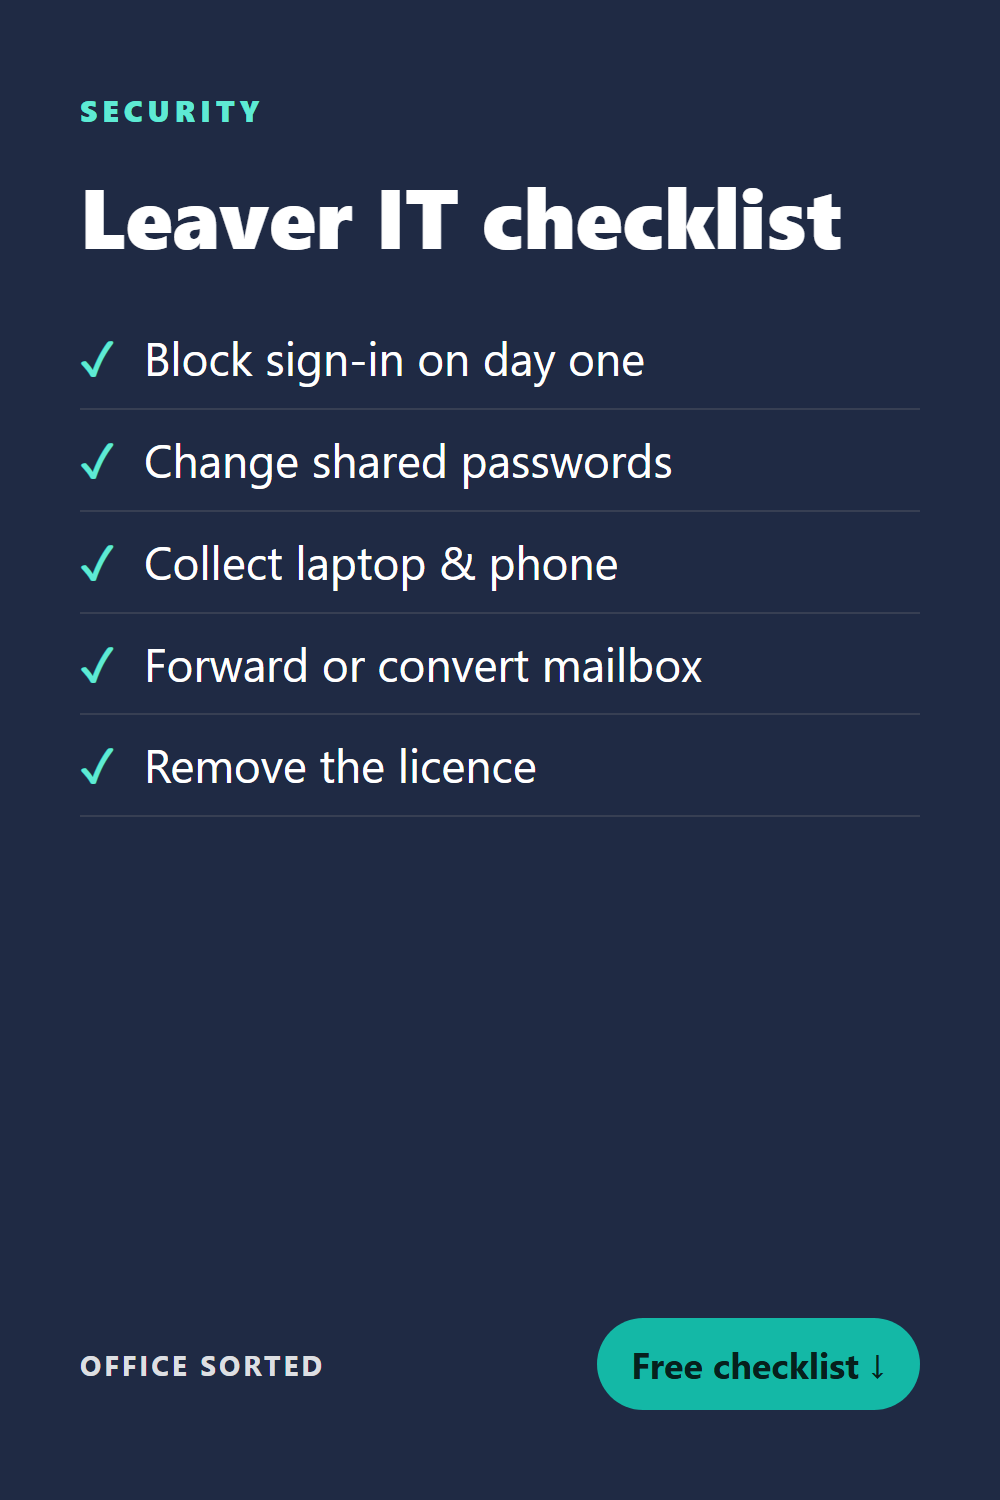 SECURITY
Leaver IT checklist
✓ Block sign-in on day one
✓ Change shared passwords
✓ Collect laptop & phone
✓ Forward or convert mailbox
✓ Remove the licence
OFFICE SORTED
Free checklist ↓